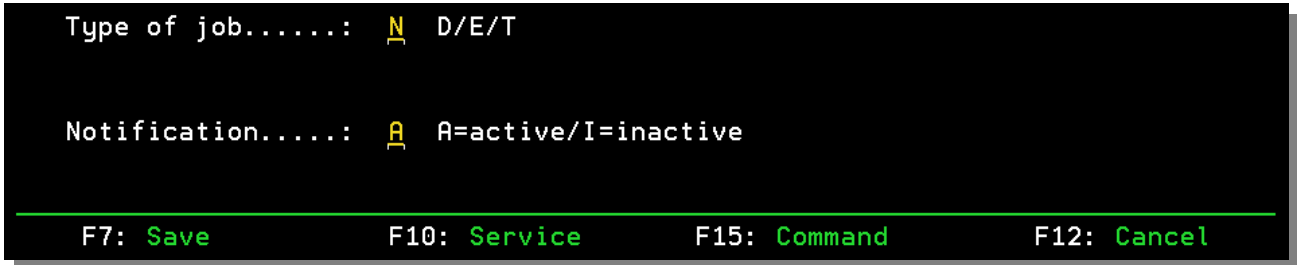 Type of job......: N D/E/T
Notification.....: A A=active/I=inactive
F7: Save F10: Service F15: Command F12: Cancel